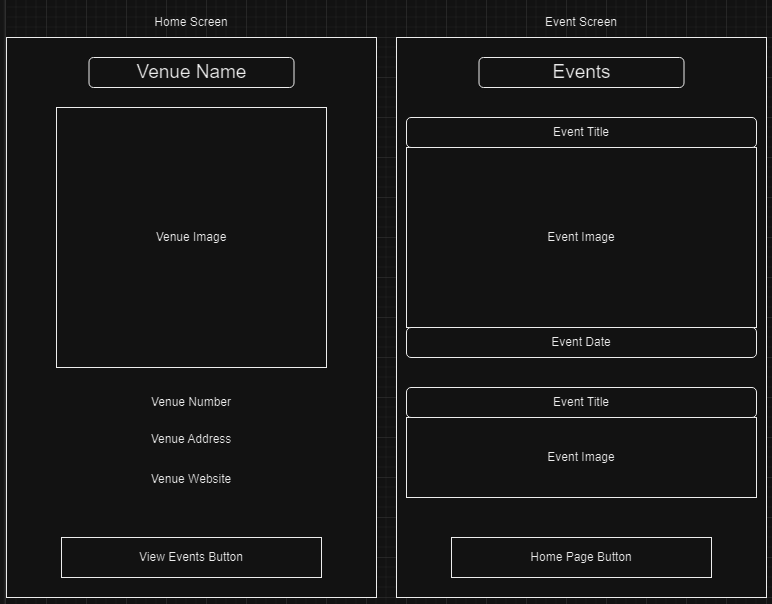 Home Screen
Venue Name
Venue Image
Venue Number
Venue Address
Venue Website
View Events Button
Event Screen
Events
Event Title
Event Image
Event Date
Event Title
Event Image
Home Page Button